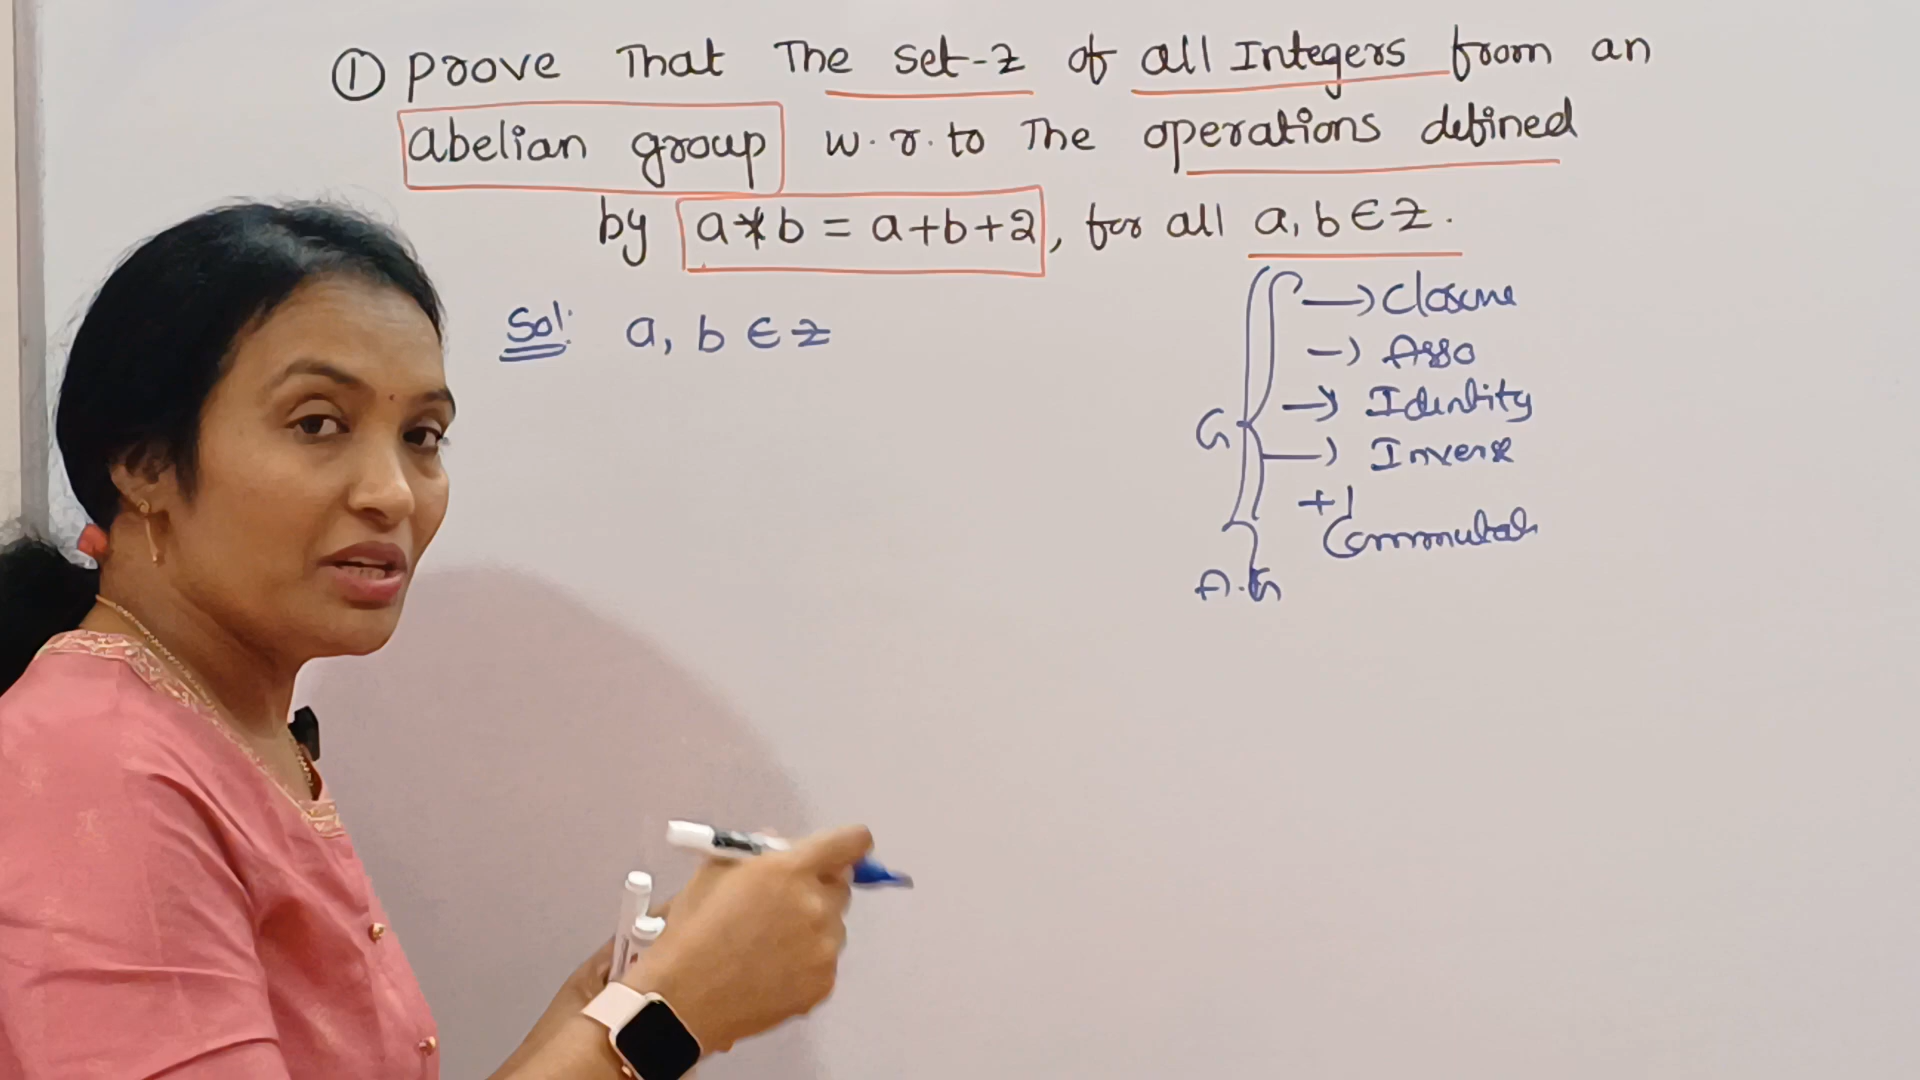 ① Prove That The set-Z of all Integers from an
abelian group w.r.to The operations defined
by a*b = a+b+2, for all a, b ∈ Z.
Sol: a, b ∈ Z
→ Closure
→ Asso
→ Identity
G → Inverse
+)
Commutat
A.G